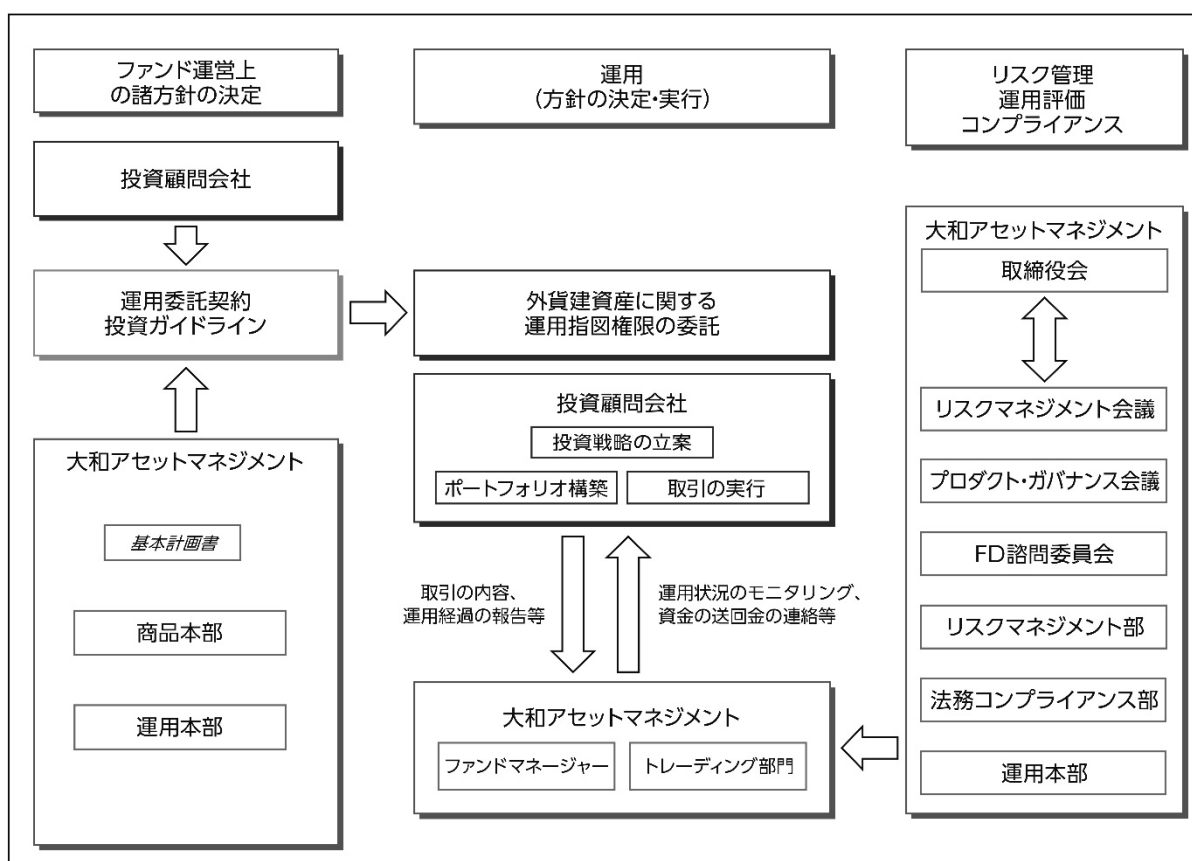 ファンド運営上
の諸方針の決定
運用
(方針の決定・実行)
リスク管理
運用評価
コンプライアンス
投資顧問会社
運用委託契約
投資ガイドライン
大和アセットマネジメント
基本計画書
商品本部
運用本部
外貨建資産に関する
運用指図権限の委託
投資顧問会社
投資戦略の立案
ポートフォリオ構築
取引の実行
取引の内容、
運用経過の報告等
運用状況のモニタリング、
資金の送回金の連絡等
大和アセットマネジメント
ファンドマネージャー
トレーディング部門
大和アセットマネジメント
取締役会
リスクマネジメント会議
プロダクト・ガバナンス会議
FD諮問委員会
リスクマネジメント部
法務コンプライアンス部
運用本部